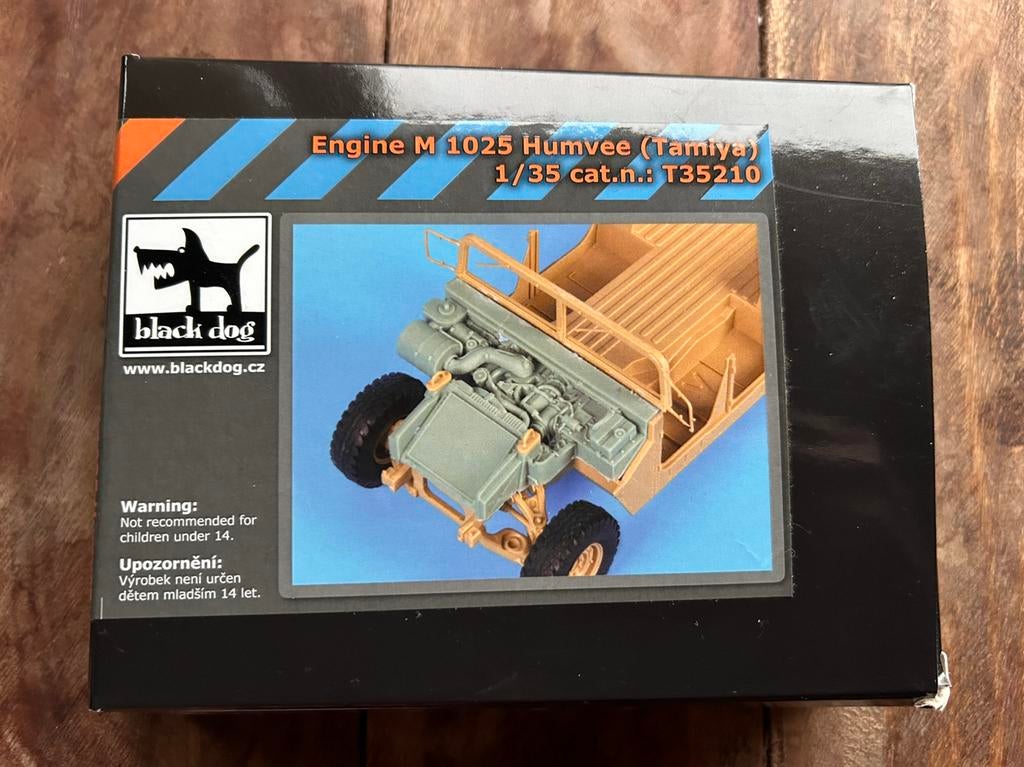 Engine M 1025 Humvee (Tamiya)
1/35 cat.n.: T35210
black dog
www.blackdog.cz
Warning:
Not recommended for
children under 14.
Upozornění:
Výrobek není určen
dětem mladším 14 let.